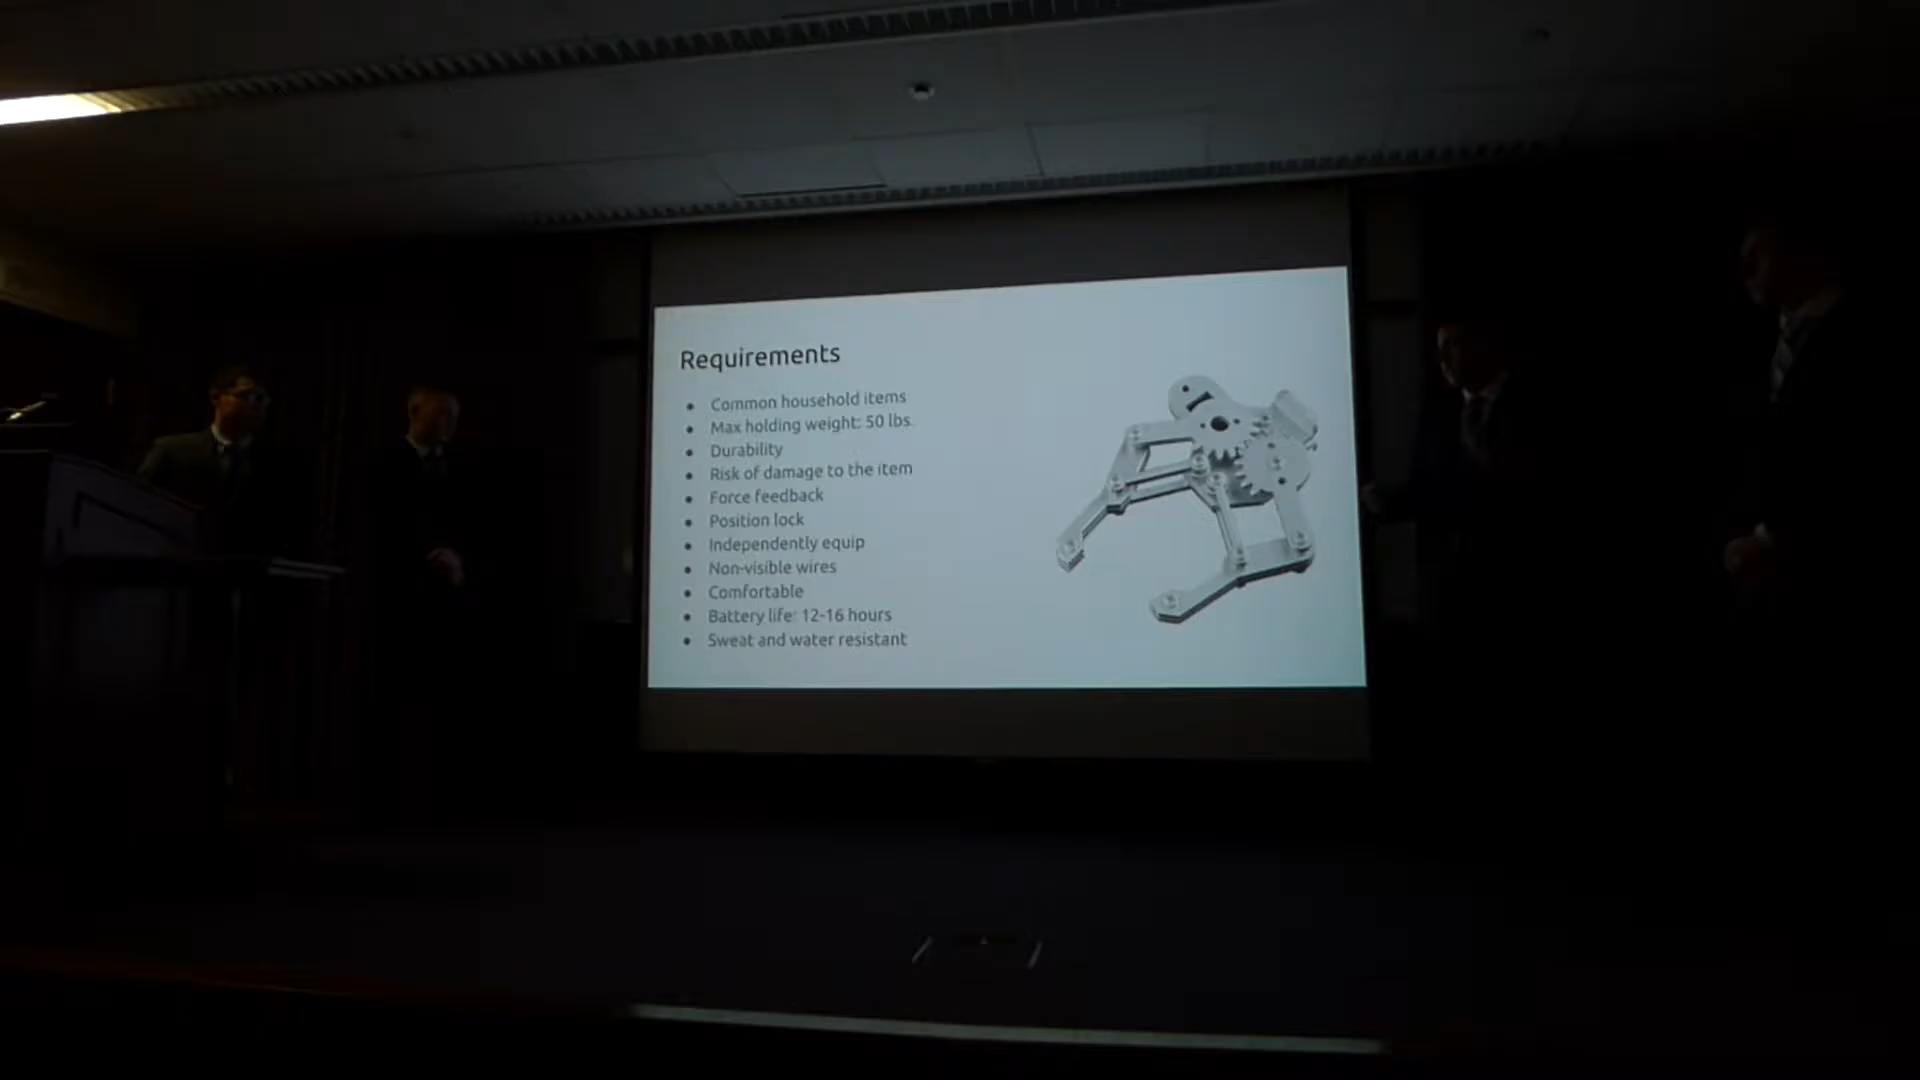 Requirements
● Common household items
● Max holding weight: 50 lbs.
● Durability
● Risk of damage to the item
● Force feedback
● Position lock
● Independently equip
● Non-visible wires
● Comfortable
● Battery life: 12-16 hours
● Sweat and water resistant